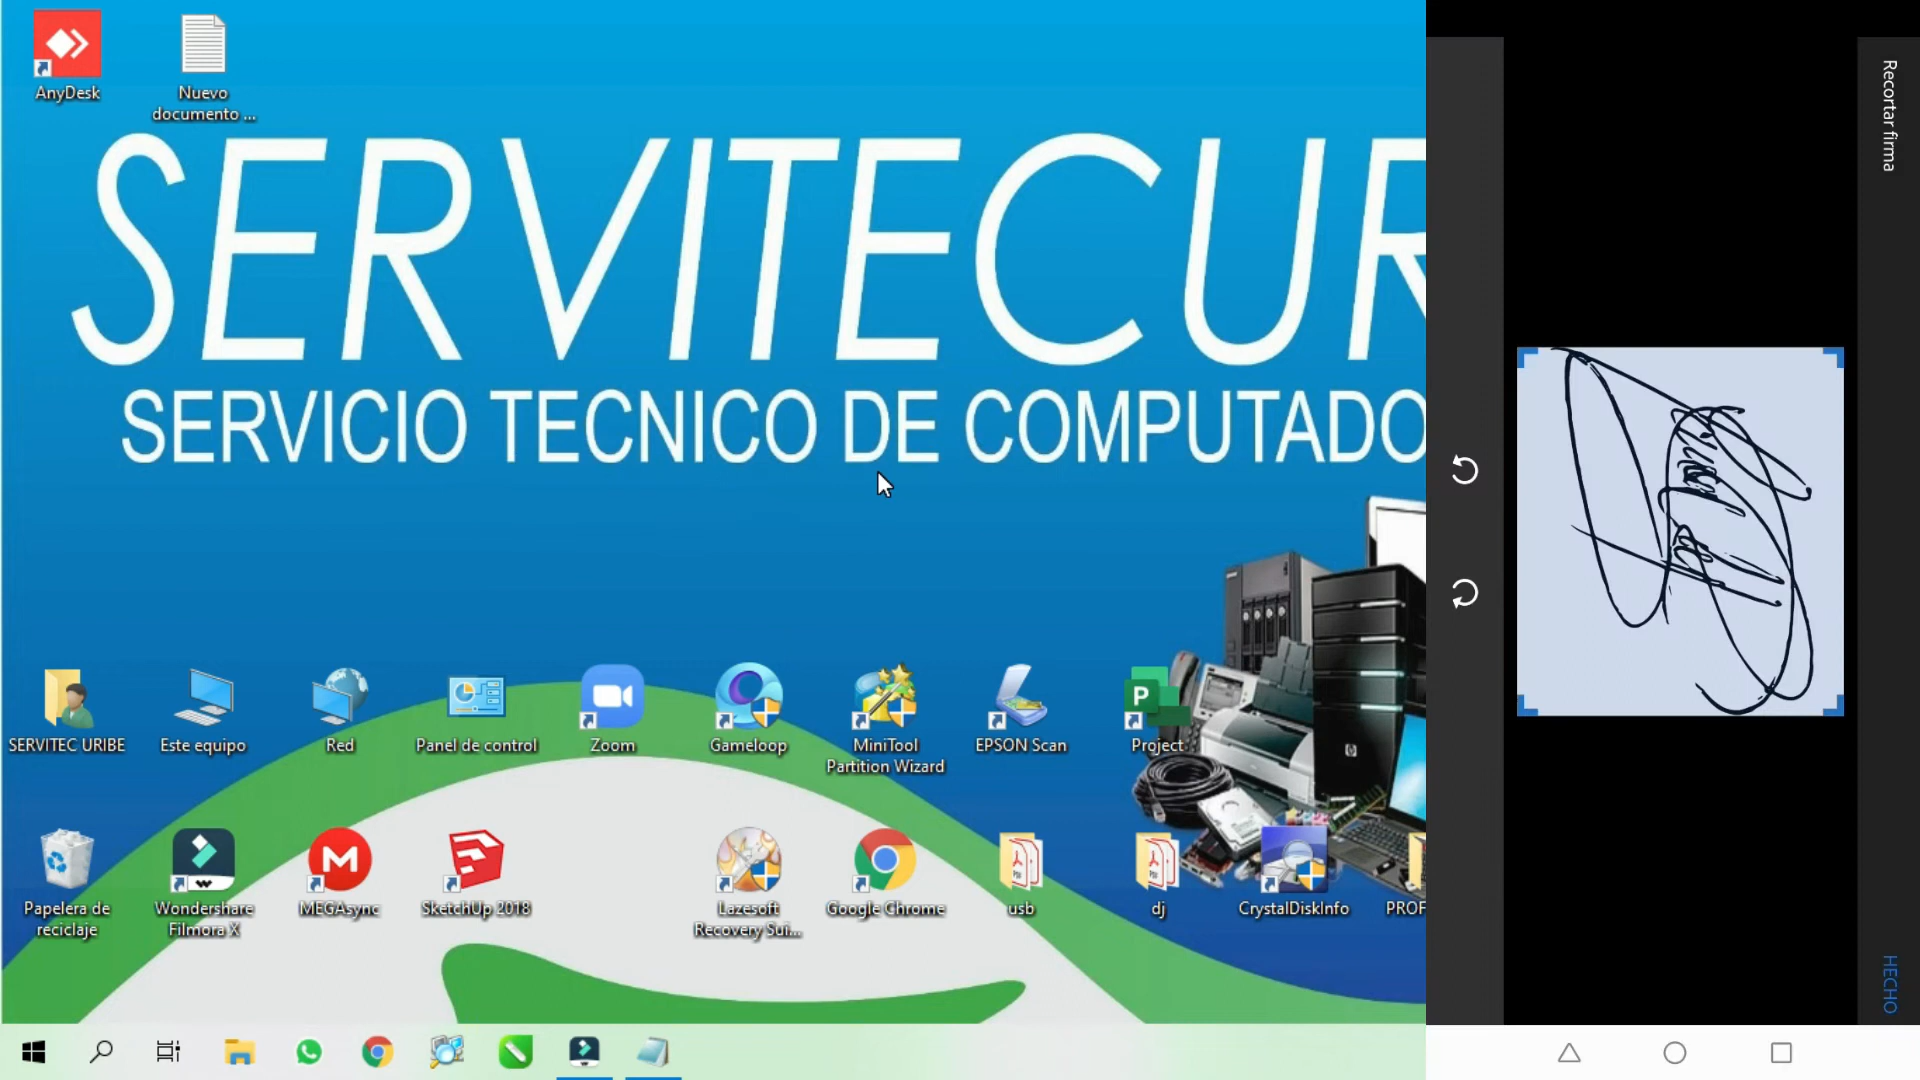 AnyDesk
Nuevo
documento ...
SERVITECUR
SERVICIO TECNICO DE COMPUTADO
SERVITEC URIBE
Este equipo
Red
Panel de control
Zoom
Gameloop
MiniTool
Partition Wizard
EPSON Scan
Project
Papelera de
reciclaje
Wondershare
Filmora X
MEGAsync
SketchUp 2018
Lazesoft
Recovery Sui...
Google Chrome
usb
dj
CrystalDiskInfo
PROF
Recortar firma
HECHO